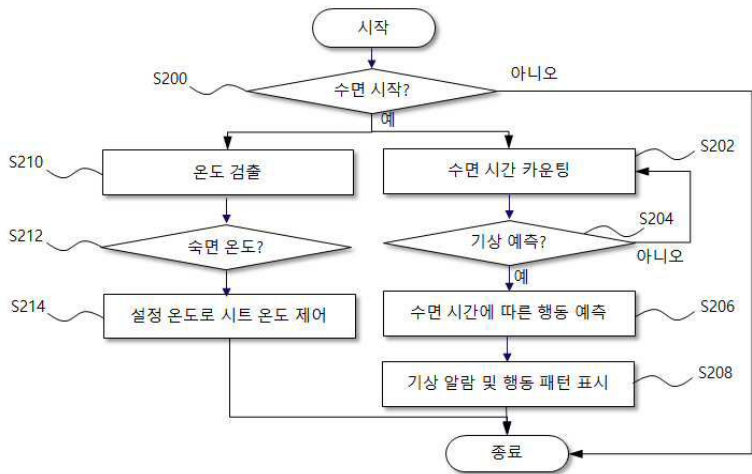 시작
S200
수면 시작?
아니오
예
S210
온도 검출
수면 시간 카운팅
S202
S212
숙면 온도?
기상 예측?
S204
아니오
예
S214
설정 온도로 시트 온도 제어
수면 시간에 따른 행동 예측
S206
기상 알람 및 행동 패턴 표시
S208
종료